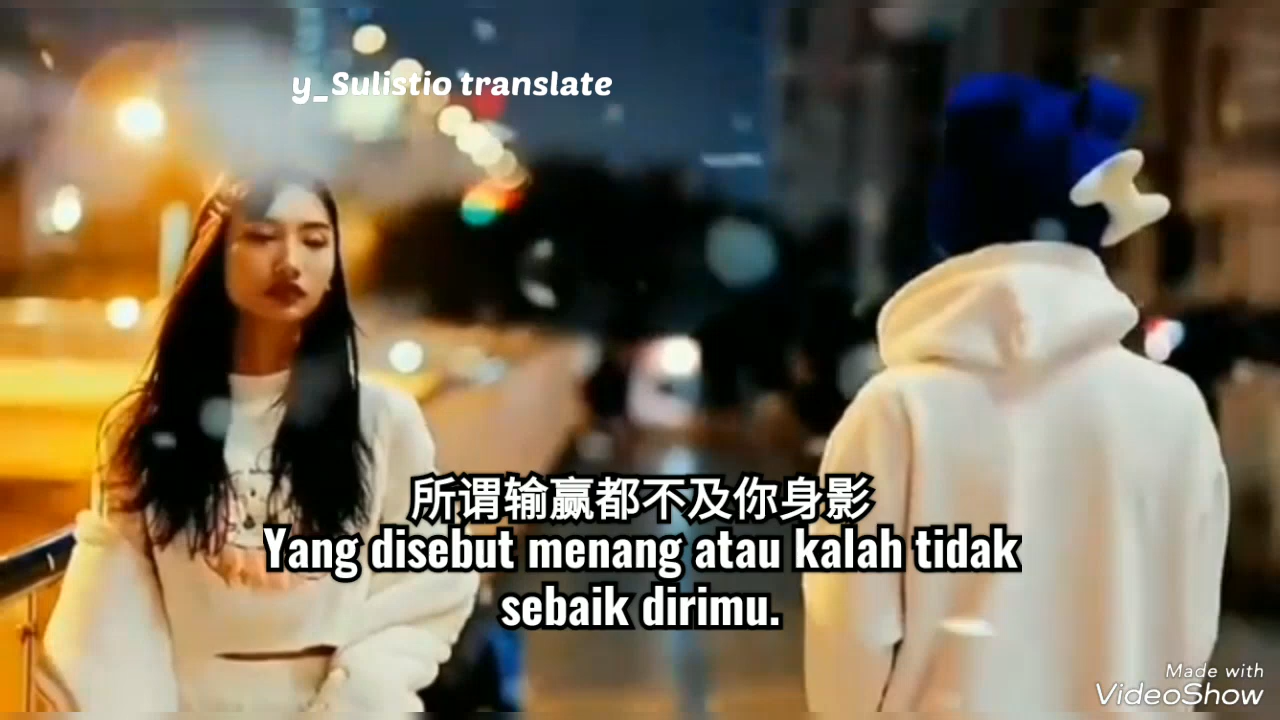 y_Sulistio translate
所谓输赢都不及你身影
Yang disebut menang atau kalah tidak
sebaik dirimu.
Made with
VideoShow